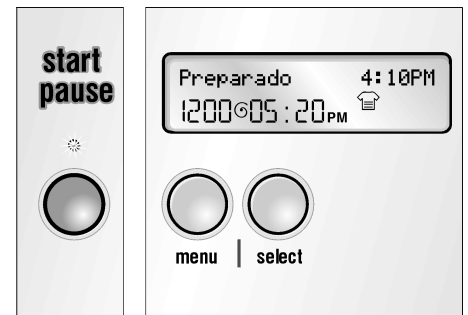 start
pause
Preparado 4:10PM
1200 05:20PM
menu | select